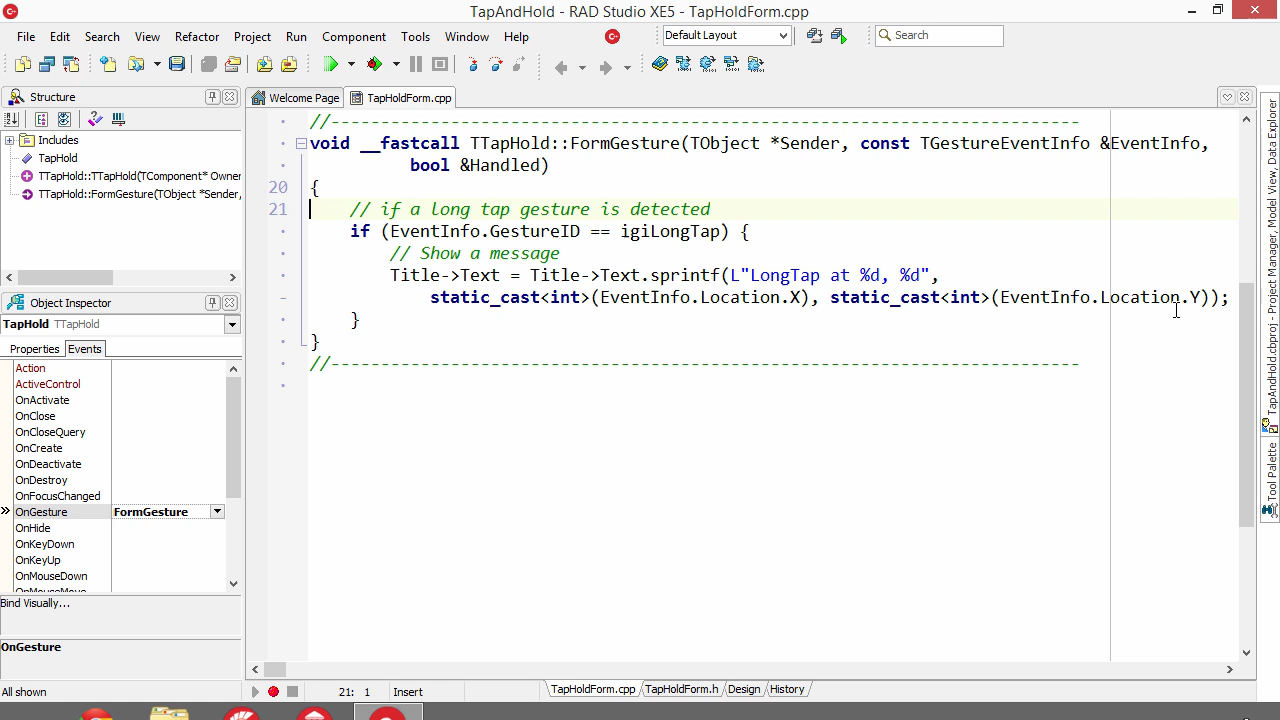 TapAndHold - RAD Studio XE5 - TapHoldForm.cpp
File Edit Search View Refactor Project Run Component Tools Window Help
Default Layout
Search
Structure
Includes
TapHold
TTapHold::TTapHold(TComponent* Owner
TTapHold::FormGesture(TObject *Sender,
Object Inspector
TapHold TTapHold
Properties Events
Action
ActiveControl
OnActivate
OnClose
OnCloseQuery
OnCreate
OnDeactivate
OnDestroy
OnFocusChanged
OnGesture FormGesture
OnHide
OnKeyDown
OnKeyUp
OnMouseDown
OnMouseMove
Bind Visually...
OnGesture
All shown
Welcome Page TapHoldForm.cpp
//---------------------------------------------------------------------------
void __fastcall TTapHold::FormGesture(TObject *Sender, const TGestureEventInfo &EventInfo,
bool &Handled)
20 {
21 // if a long tap gesture is detected
if (EventInfo.GestureID == igiLongTap) {
// Show a message
Title->Text = Title->Text.sprintf(L"LongTap at %d, %d",
static_cast<int>(EventInfo.Location.X), static_cast<int>(EventInfo.Location.Y));
}
}
//---------------------------------------------------------------------------
21: 1 Insert
TapHoldForm.cpp TapHoldForm.h Design History
TapAndHold.cbproj - Project Manager, Model View, Data Explorer
Tool Palette